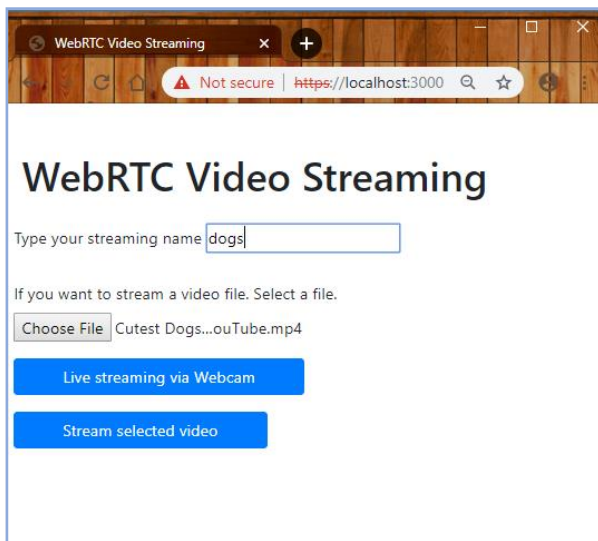 WebRTC Video Streaming
Not secure | https://localhost:3000
WebRTC Video Streaming
Type your streaming name dogs
If you want to stream a video file. Select a file.
Choose File Cutest Dogs...ouTube.mp4
Live streaming via Webcam
Stream selected video